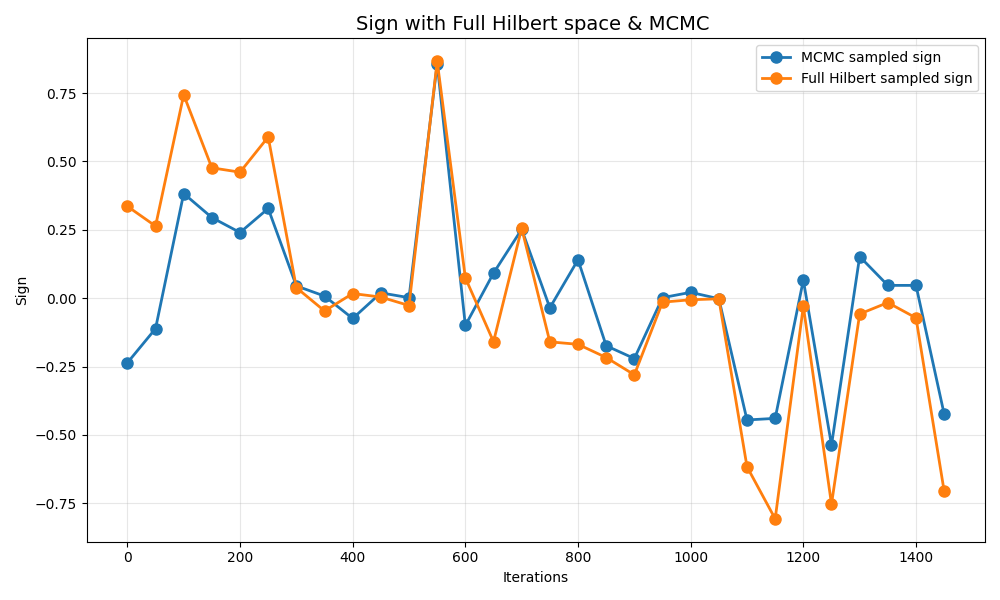 Sign with Full Hilbert space & MCMC
MCMC sampled sign
Full Hilbert sampled sign
Sign
0.75
0.50
0.25
0.00
−0.25
−0.50
−0.75
0 200 400 600 800 1000 1200 1400
Iterations